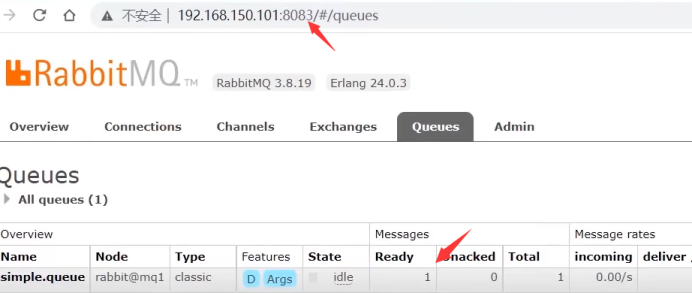 不安全 | 192.168.150.101:8083/#/queues
RabbitMQ TM RabbitMQ 3.8.19 Erlang 24.0.3
Overview Connections Channels Exchanges Queues Admin
Queues
All queues (1)
Overview Messages Message rates
Name Node Type Features State Ready Unacked Total incoming deliver
simple.queue rabbit@mq1 classic D Args idle 1 0 1 0.00/s